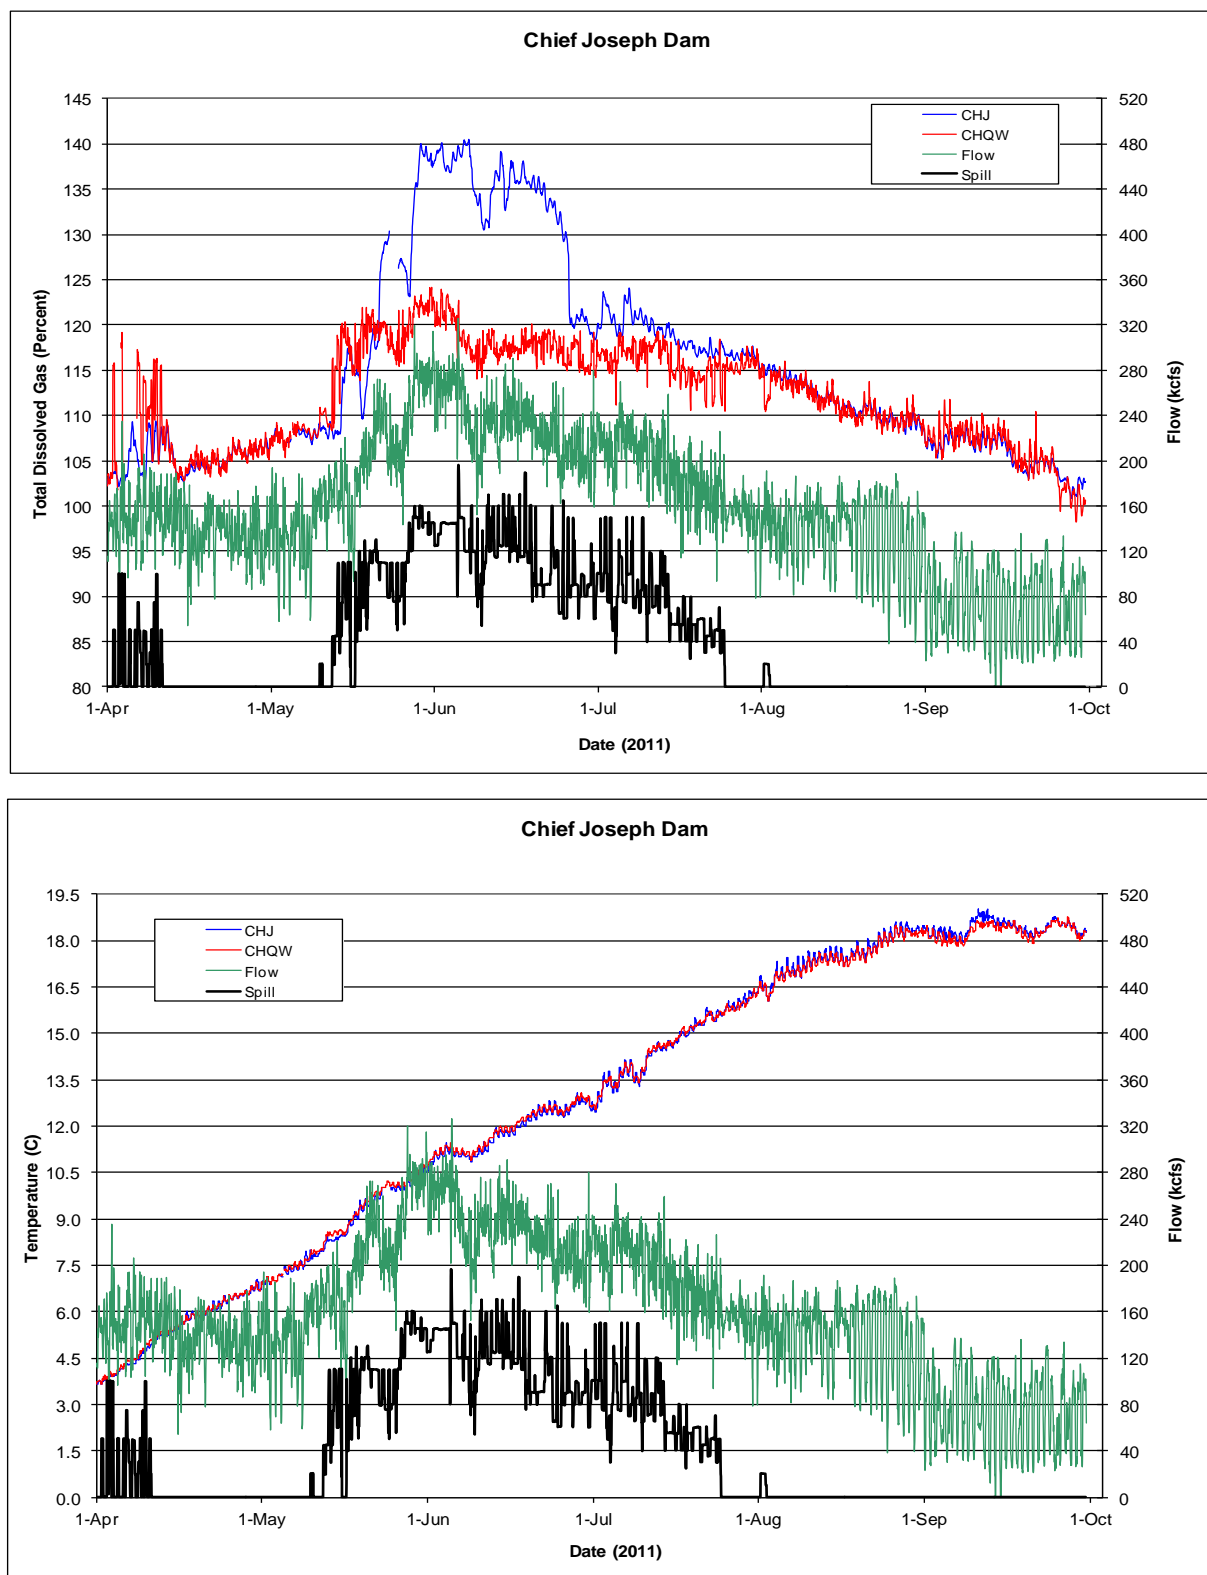 Chief Joseph Dam
145
140
135
130
125
120
115
110
105
100
95
90
85
80
Total Dissolved Gas (Percent)
520
480
440
400
360
320
280
240
200
160
120
80
40
0
Flow (kcfs)
CHJ
CHQW
Flow
Spill
1-Apr
1-May
1-Jun
1-Jul
1-Aug
1-Sep
1-Oct
Date (2011)
Chief Joseph Dam
19.5
18.0
16.5
15.0
13.5
12.0
10.5
9.0
7.5
6.0
4.5
3.0
1.5
0.0
Temperature (C)
520
480
440
400
360
320
280
240
200
160
120
80
40
0
Flow (kcfs)
CHJ
CHQW
Flow
Spill
1-Apr
1-May
1-Jun
1-Jul
1-Aug
1-Sep
1-Oct
Date (2011)